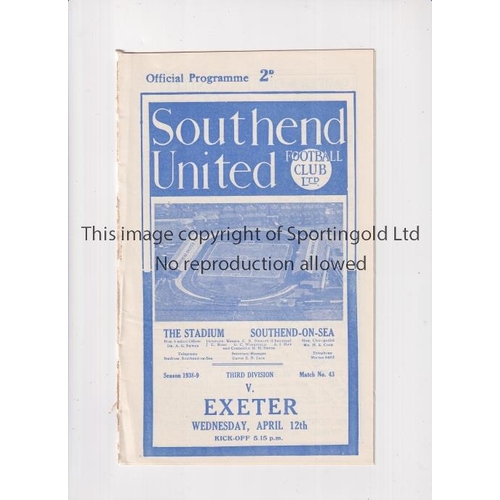 Official Programme 2ᴰ
Southend
United
FOOTBALL
CLUB
LTD
This image copyright of Sportingold Ltd
No reproduction allowed
THE STADIUM SOUTHEND-ON-SEA
Season 1938-9 THIRD DIVISION Match No. 43
V.
EXETER
WEDNESDAY, APRIL 12th
KICK-OFF 5.15 p.m.